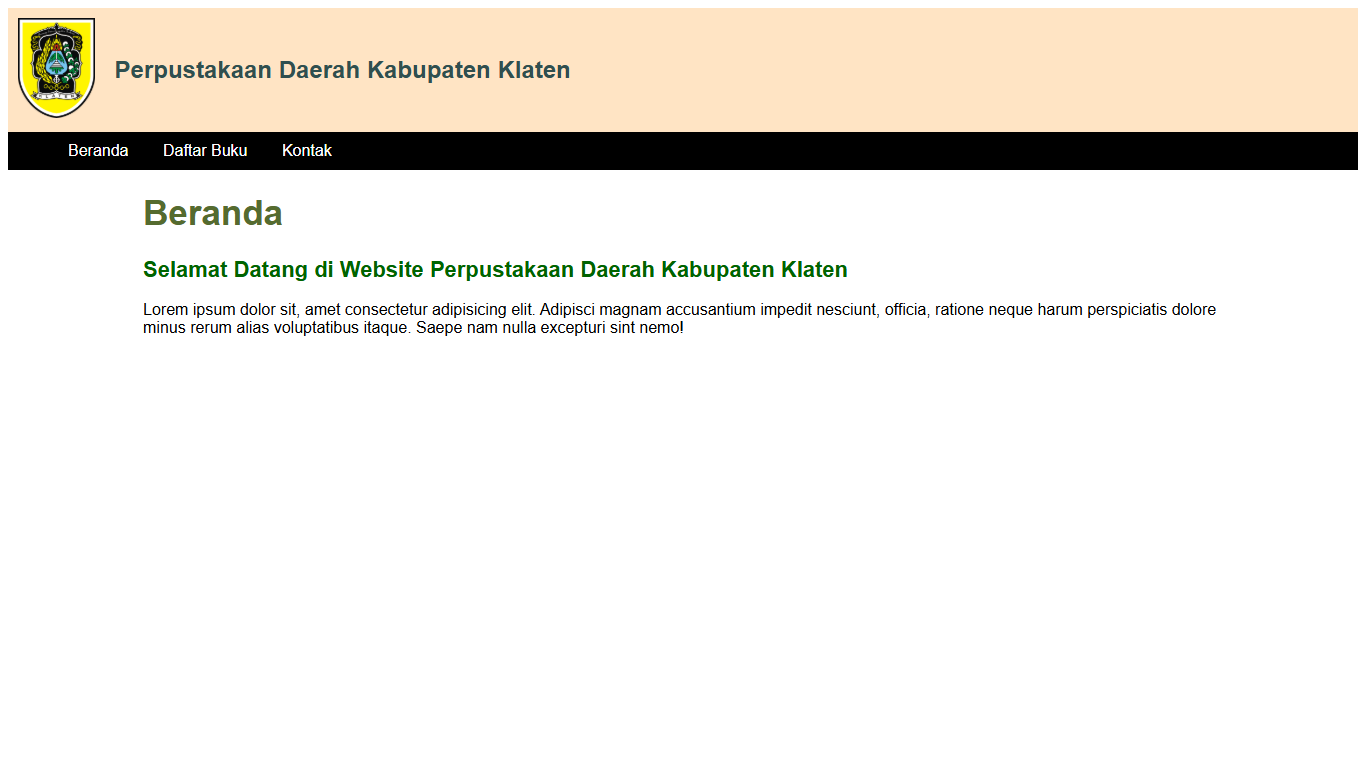 KLATEN
Perpustakaan Daerah Kabupaten Klaten
Beranda
Daftar Buku
Kontak
Beranda
Selamat Datang di Website Perpustakaan Daerah Kabupaten Klaten
Lorem ipsum dolor sit, amet consectetur adipisicing elit. Adipisci magnam accusantium impedit nesciunt, officia, ratione neque harum perspiciatis dolore
minus rerum alias voluptatibus itaque. Saepe nam nulla excepturi sint nemo!